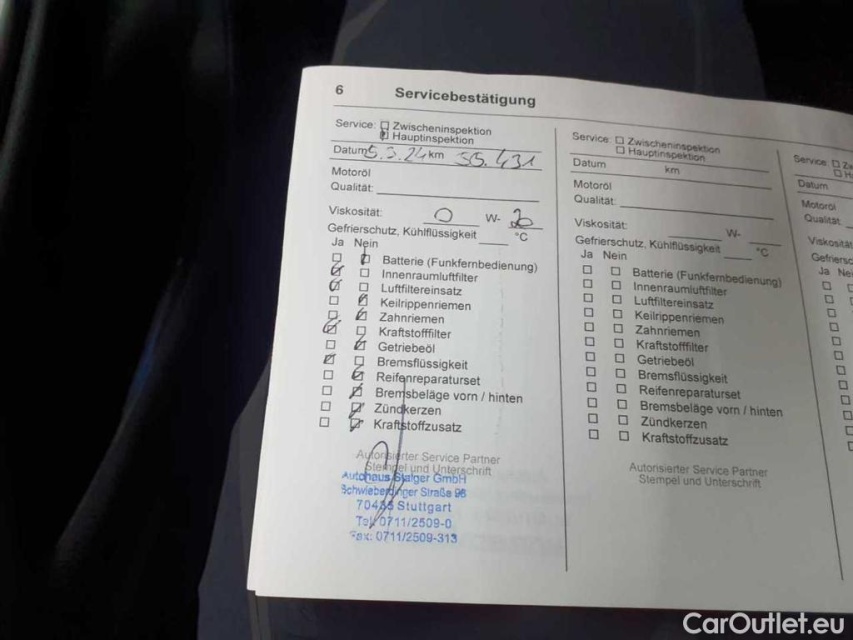 6 Servicebestätigung
Service: Zwischeninspektion
Hauptinspektion
Datum 5.3.24 km 55.431
Motoröl
Qualität:
Viskosität: 0 W-
Gefrierschutz, Kühlflüssigkeit °C
Ja Nein
Batterie (Funkfernbedienung)
Innenraumluftfilter
Luftfiltereinsatz
Keilrippenriemen
Zahnriemen
Kraftstofffilter
Getriebeöl
Bremsflüssigkeit
Reifenreparaturset
Bremsbeläge vorn / hinten
Zündkerzen
Kraftstoffzusatz
Autorisierter Service Partner
Stempel und Unterschrift
Autohaus Staiger GmbH
Schwieberdinger Straße 96
70435 Stuttgart
Tel. 0711/2509-0
Fax: 0711/2509-313
Service: Zwischeninspektion
Hauptinspektion
Datum km
Motoröl
Qualität:
Viskosität: W-
Gefrierschutz, Kühlflüssigkeit °C
Ja Nein
Batterie (Funkfernbedienung)
Innenraumluftfilter
Luftfiltereinsatz
Keilrippenriemen
Zahnriemen
Kraftstofffilter
Getriebeöl
Bremsflüssigkeit
Reifenreparaturset
Bremsbeläge vorn / hinten
Zündkerzen
Kraftstoffzusatz
Autorisierter Service Partner
Stempel und Unterschrift
Service: Zw
H
Datum
Motoröl
Qualität:
Viskosität
Gefriersc
Ja Nei
CarOutlet.eu